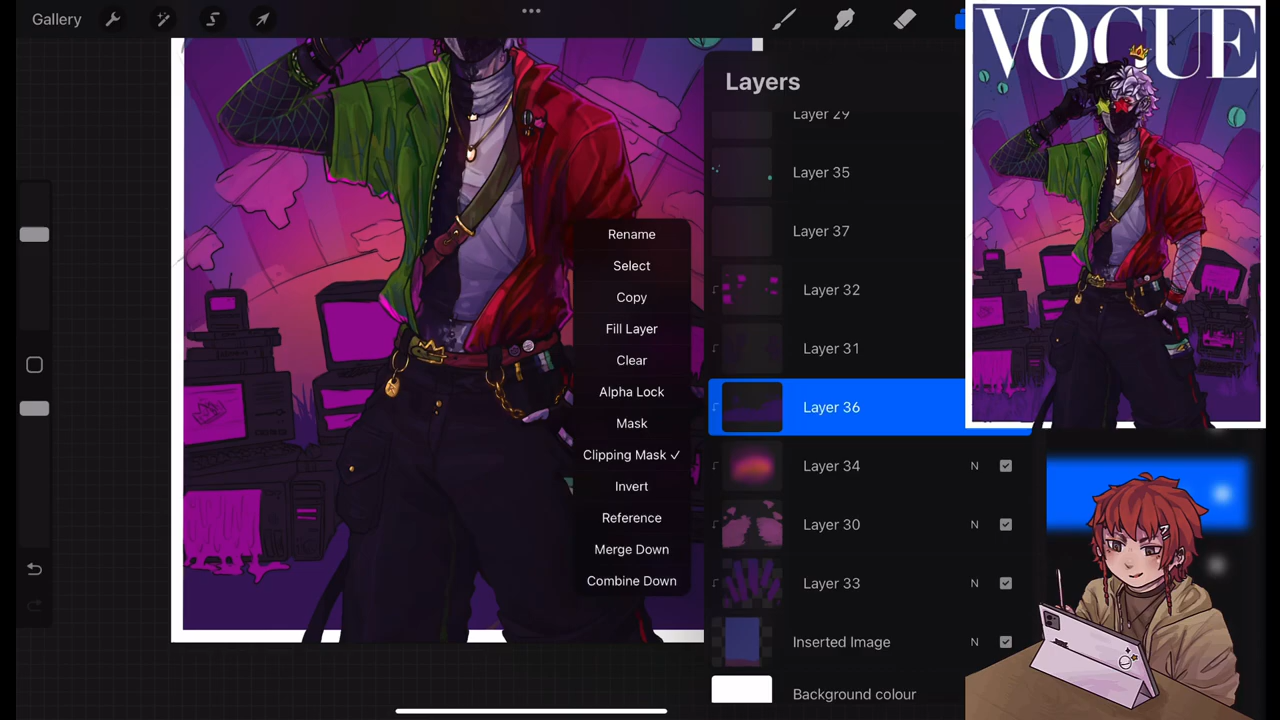 Gallery
VOGUE
Layers
Layer 29
Layer 35
Layer 37
Layer 32
Layer 31
Layer 36
Layer 34 N
Layer 30 N
Layer 33 N
Inserted Image N
Background colour
Rename
Select
Copy
Fill Layer
Clear
Alpha Lock
Mask
Clipping Mask ✓
Invert
Reference
Merge Down
Combine Down